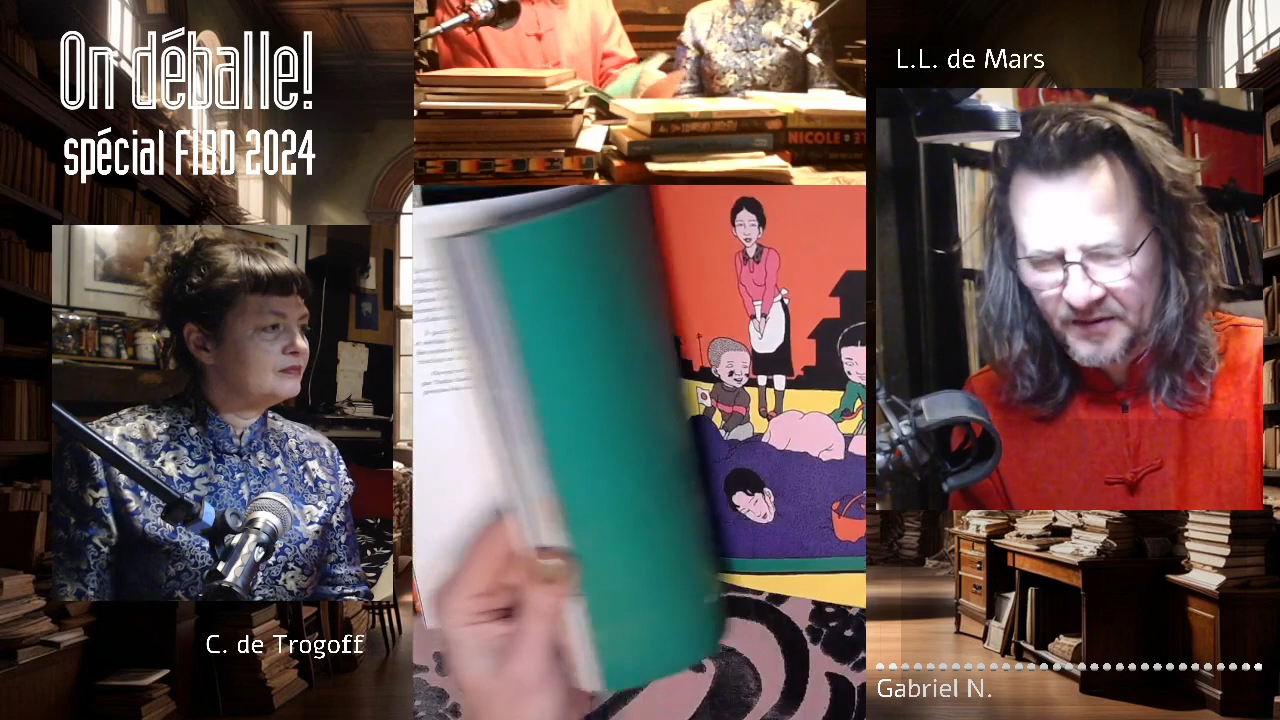 On déballe!
spécial FIBD 2024
L.L. de Mars
NICOLE
C. de Trogoff
Gabriel N.